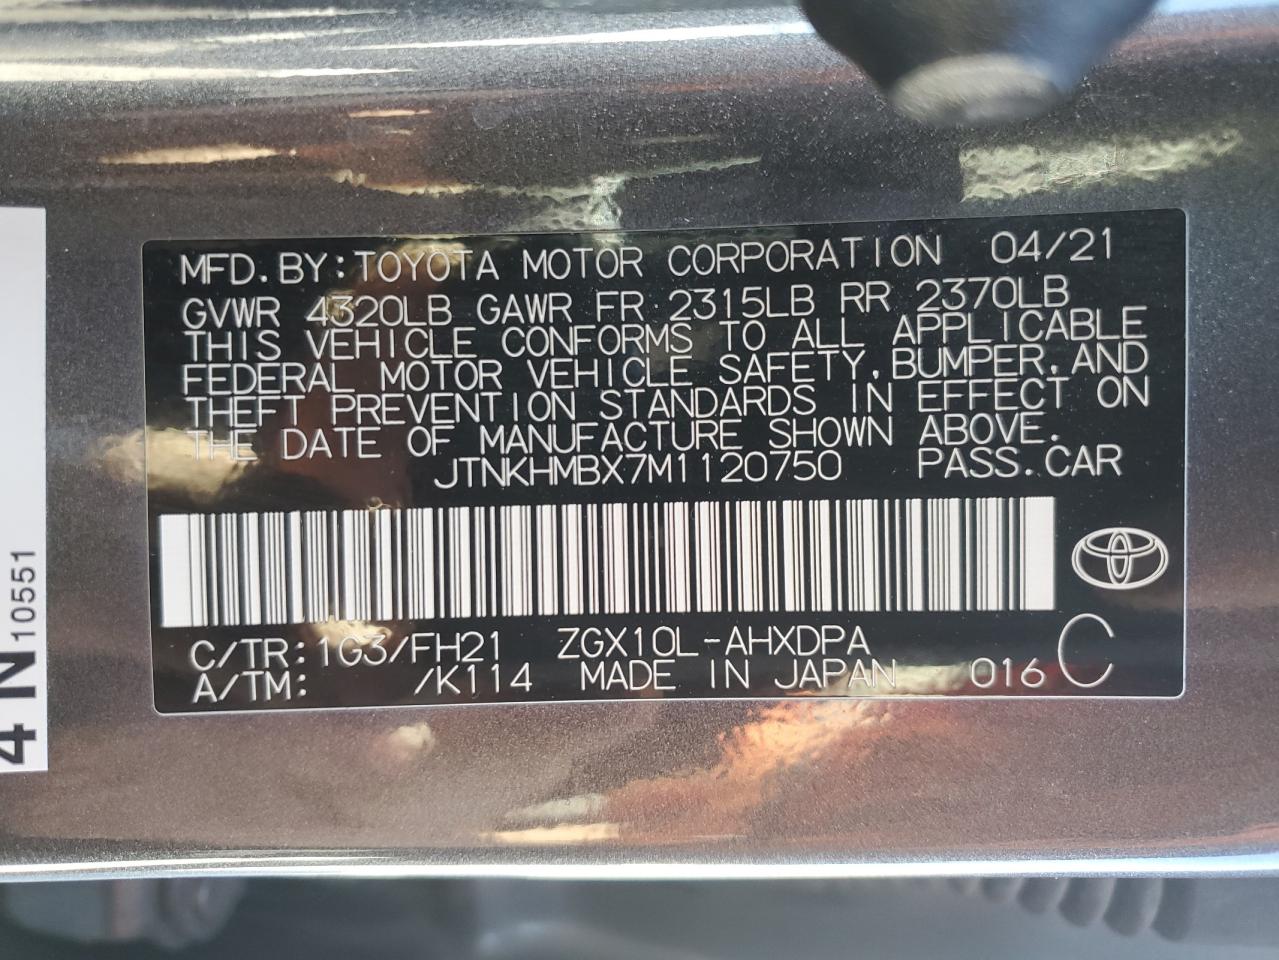 MFD.BY:TOYOTA MOTOR CORPORATION 04/21
GVWR 4320LB GAWR FR 2315LB RR 2370LB
THIS VEHICLE CONFORMS TO ALL APPLICABLE
FEDERAL MOTOR VEHICLE SAFETY,BUMPER,AND
THEFT PREVENTION STANDARDS IN EFFECT ON
THE DATE OF MANUFACTURE SHOWN ABOVE.
JTNKHMBX7M1120750 PASS.CAR
C/TR:1G3/FH21 ZGX10L-AHXDPA
A/TM: /K114 MADE IN JAPAN 016 C
4 N 10551